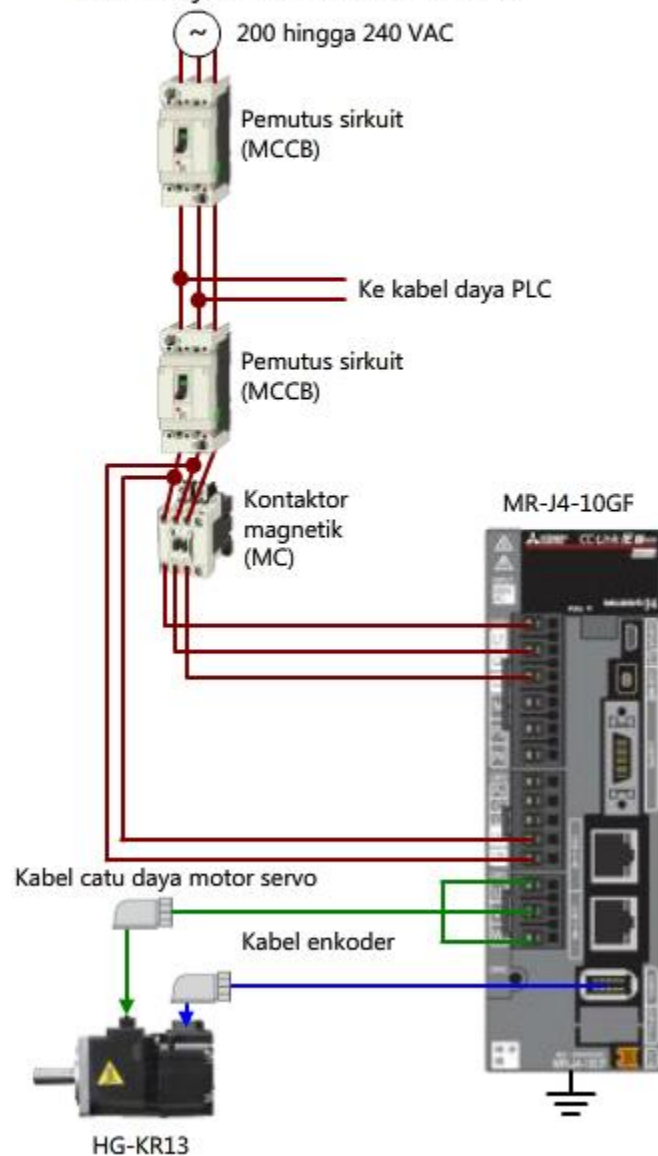 200 hingga 240 VAC
Pemutus sirkuit
(MCCB)
Ke kabel daya PLC
Pemutus sirkuit
(MCCB)
Kontaktor
magnetik
(MC)
MR-J4-10GF
Kabel catu daya motor servo
Kabel enkoder
HG-KR13